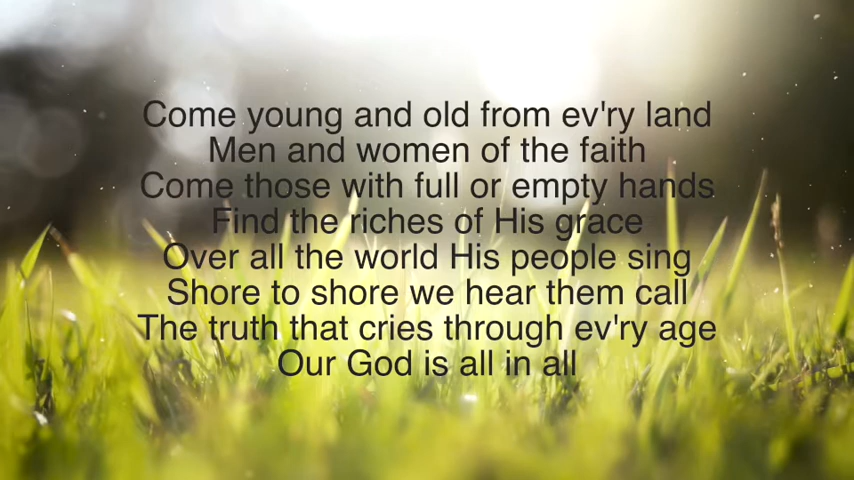 Come young and old from ev'ry land
Men and women of the faith
Come those with full or empty hands
Find the riches of His grace
Over all the world His people sing
Shore to shore we hear them call
The truth that cries through ev'ry age
Our God is all in all